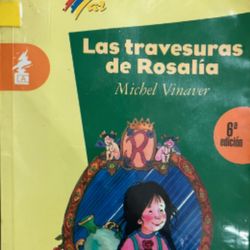 Las travesuras
de Rosalía
Michel Vinaver
6ª
edición
R